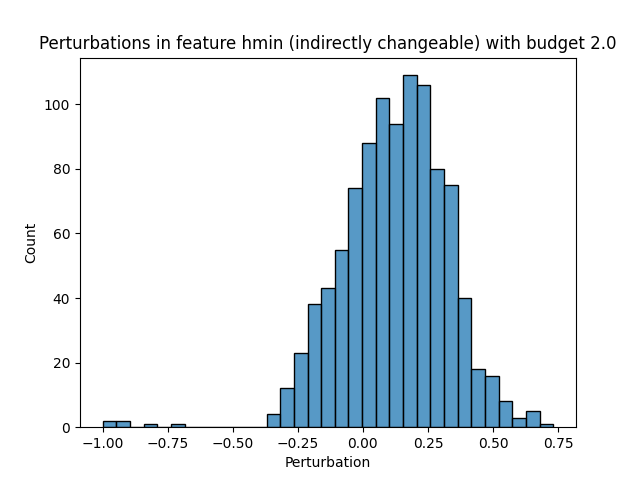 Perturbations in feature hmin (indirectly changeable) with budget 2.0
100
80
60
40
20
0
Count
−1.00 −0.75 −0.50 −0.25 0.00 0.25 0.50 0.75
Perturbation